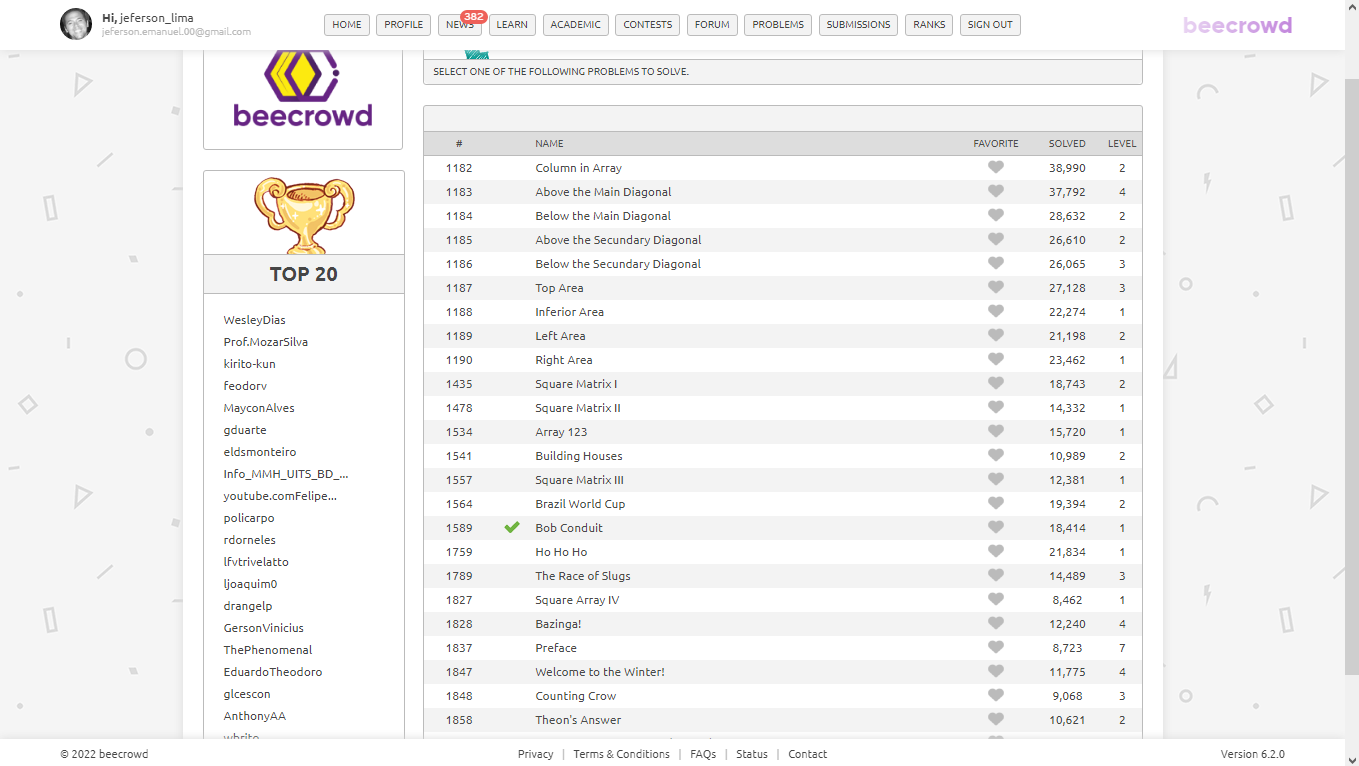 Hi, jeferson_lima
jeferson.emanuel.00@gmail.com
HOME PROFILE NEWS 382 LEARN ACADEMIC CONTESTS FORUM PROBLEMS SUBMISSIONS RANKS SIGN OUT
beecrowd
beecrowd
TOP 20
WesleyDias
Prof.MozarSilva
kirito-kun
feodorv
MayconAlves
gduarte
eldsmonteiro
Info_MMH_UITS_BD_...
youtube.comFelipe...
policarpo
rdorneles
lfvtrivelatto
ljoaquim0
drangelp
GersonVinicius
ThePhenomenal
EduardoTheodoro
glcescon
AnthonyAA
SELECT ONE OF THE FOLLOWING PROBLEMS TO SOLVE.
# NAME FAVORITE SOLVED LEVEL
1182 Column in Array 38,990 2
1183 Above the Main Diagonal 37,792 4
1184 Below the Main Diagonal 28,632 2
1185 Above the Secundary Diagonal 26,610 2
1186 Below the Secundary Diagonal 26,065 3
1187 Top Area 27,128 3
1188 Inferior Area 22,274 1
1189 Left Area 21,198 2
1190 Right Area 23,462 1
1435 Square Matrix I 18,743 2
1478 Square Matrix II 14,332 1
1534 Array 123 15,720 1
1541 Building Houses 10,989 2
1557 Square Matrix III 12,381 1
1564 Brazil World Cup 19,394 2
1589 Bob Conduit 18,414 1
1759 Ho Ho Ho 21,834 1
1789 The Race of Slugs 14,489 3
1827 Square Array IV 8,462 1
1828 Bazinga! 12,240 4
1837 Preface 8,723 7
1847 Welcome to the Winter! 11,775 4
1848 Counting Crow 9,068 3
1858 Theon's Answer 10,621 2
© 2022 beecrowd
Privacy | Terms & Conditions | FAQs | Status | Contact
Version 6.2.0